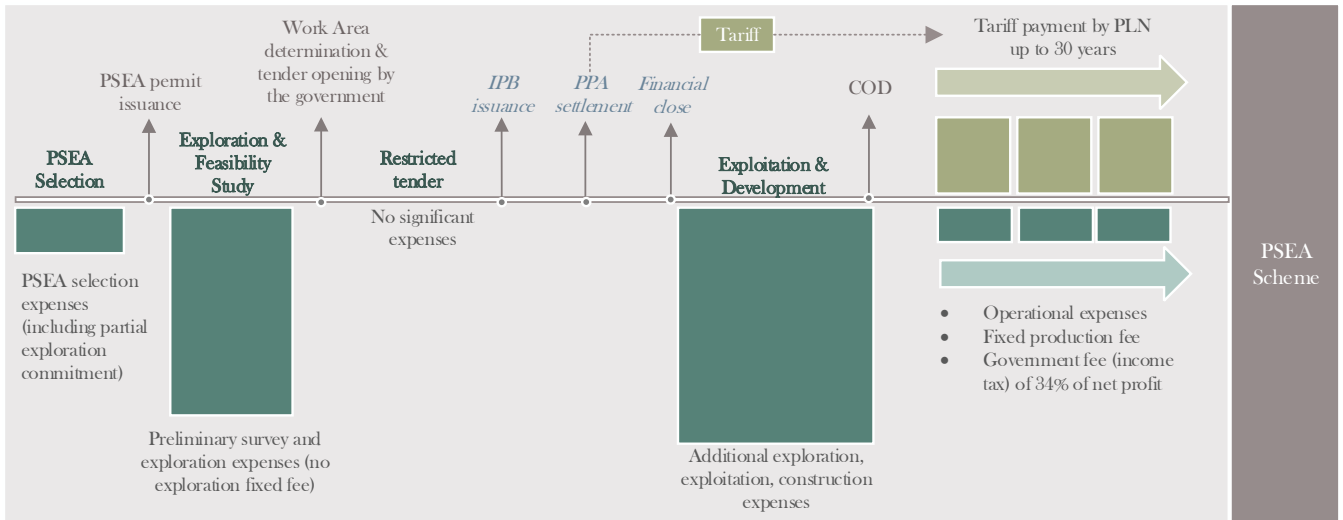 PSEA permit
issuance
Work Area
determination &
tender opening by
the government
IPB
issuance
PPA
settlement
Financial
close
Tariff
COD
Tariff payment by PLN
up to 30 years
PSEA
Selection
Exploration &
Feasibility
Study
Restricted
tender
Exploitation &
Development
No significant
expenses
PSEA selection
expenses
(including partial
exploration
commitment)
Preliminary survey and
exploration expenses (no
exploration fixed fee)
Additional exploration,
exploitation, construction
expenses
• Operational expenses
• Fixed production fee
• Government fee (income
tax) of 34% of net profit
PSEA
Scheme